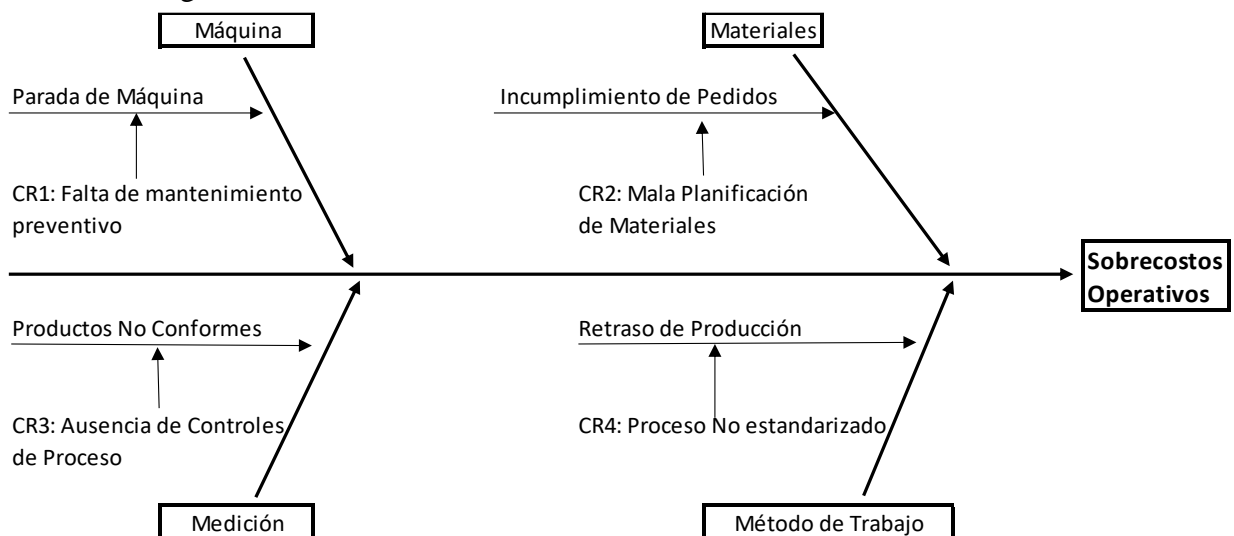 Máquina
Materiales
Parada de Máquina
Incumplimiento de Pedidos
CR1: Falta de mantenimiento
preventivo
CR2: Mala Planificación
de Materiales
Sobrecostos
Operativos
Productos No Conformes
Retraso de Producción
CR3: Ausencia de Controles
de Proceso
CR4: Proceso No estandarizado
Medición
Método de Trabajo